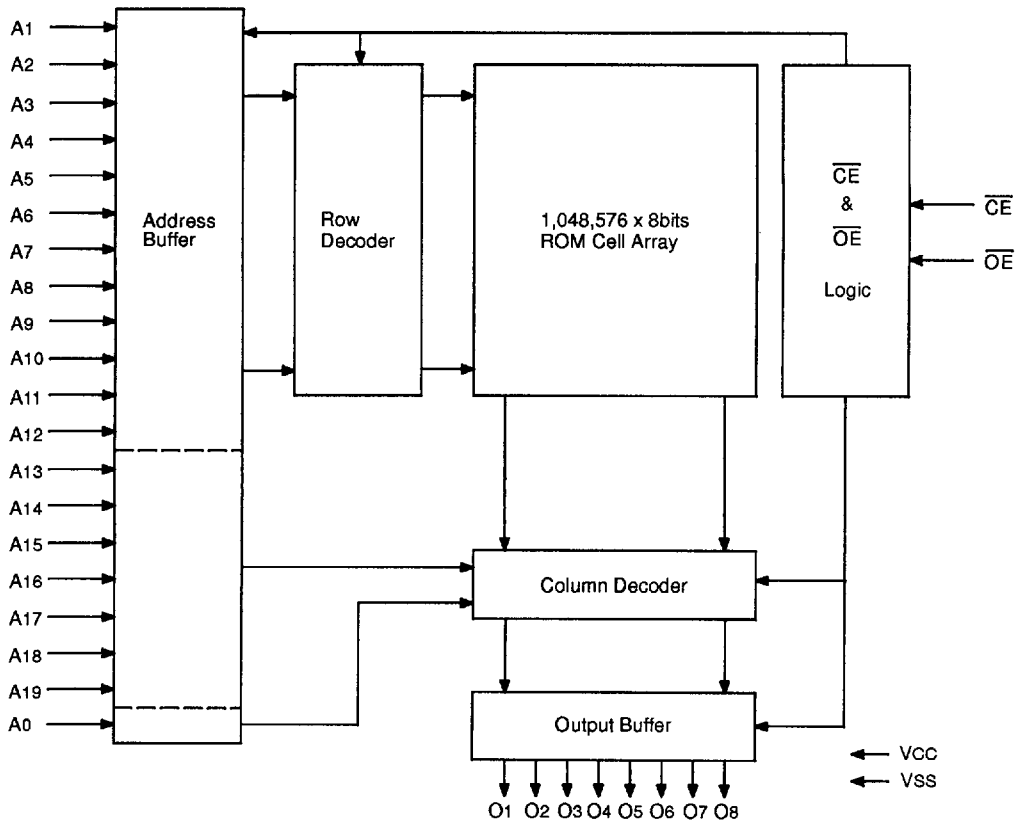 A1
A2
A3
A4
A5
A6
A7
A8
A9
A10
A11
A12
A13
A14
A15
A16
A17
A18
A19
A0
Address
Buffer
Row
Decoder
1,048,576 x 8bits
ROM Cell Array
CE
&
OE
Logic
CE
OE
Column Decoder
Output Buffer
VCC
VSS
O1 O2 O3 O4 O5 O6 O7 O8